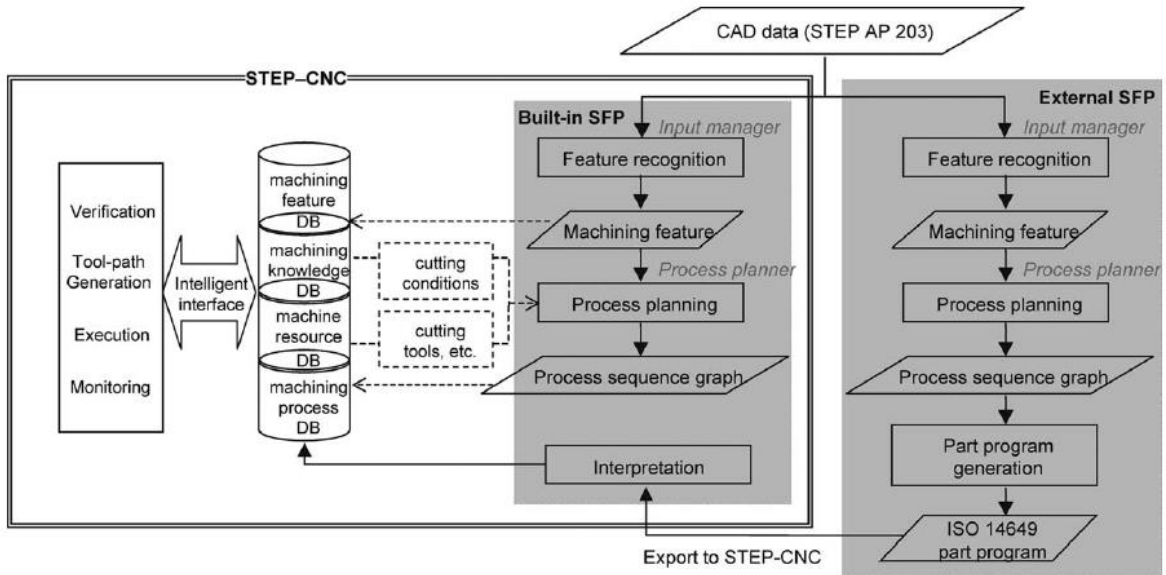 CAD data (STEP AP 203)
STEP–CNC
External SFP
Built-in SFP
Input manager
Input manager
Feature recognition
Feature recognition
machining
feature
DB
Verification
Machining feature
Machining feature
machining
knowledge
DB
cutting
conditions
Process planner
Process planner
Tool-path
Generation
Intelligent
interface
Process planning
Process planning
machine
resource
DB
cutting
tools, etc.
Execution
Process sequence graph
Process sequence graph
Monitoring
machining
process
DB
Part program
generation
Interpretation
ISO 14649
part program
Export to STEP-CNC